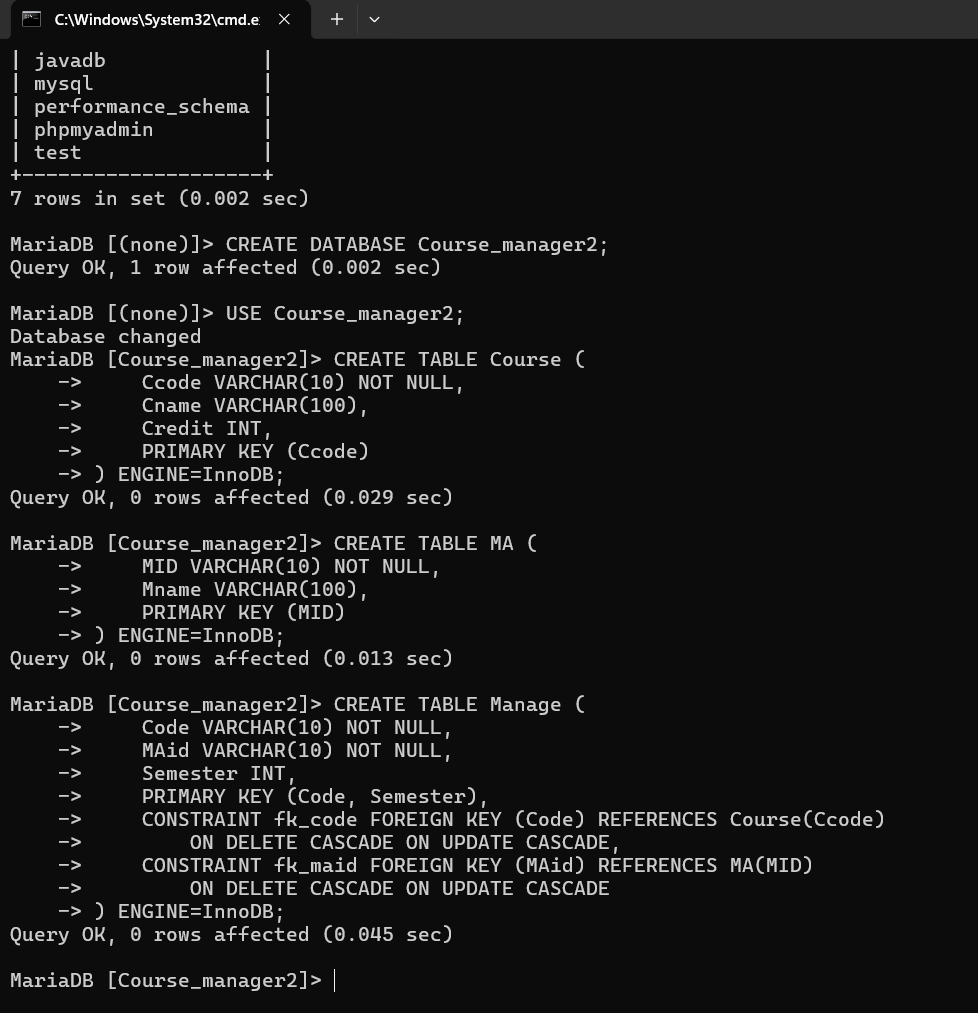 C:\Windows\System32\cmd.e
| javadb             |
| mysql              |
| performance_schema |
| phpmyadmin         |
| test               |
+--------------------+
7 rows in set (0.002 sec)
MariaDB [(none)]> CREATE DATABASE Course_manager2;
Query OK, 1 row affected (0.002 sec)
MariaDB [(none)]> USE Course_manager2;
Database changed
MariaDB [Course_manager2]> CREATE TABLE Course (
    ->     Ccode VARCHAR(10) NOT NULL,
    ->     Cname VARCHAR(100),
    ->     Credit INT,
    ->     PRIMARY KEY (Ccode)
    -> ) ENGINE=InnoDB;
Query OK, 0 rows affected (0.029 sec)
MariaDB [Course_manager2]> CREATE TABLE MA (
    ->     MID VARCHAR(10) NOT NULL,
    ->     Mname VARCHAR(100),
    ->     PRIMARY KEY (MID)
    -> ) ENGINE=InnoDB;
Query OK, 0 rows affected (0.013 sec)
MariaDB [Course_manager2]> CREATE TABLE Manage (
    ->     Code VARCHAR(10) NOT NULL,
    ->     MAid VARCHAR(10) NOT NULL,
    ->     Semester INT,
    ->     PRIMARY KEY (Code, Semester),
    ->     CONSTRAINT fk_code FOREIGN KEY (Code) REFERENCES Course(Ccode)
    ->         ON DELETE CASCADE ON UPDATE CASCADE,
    ->     CONSTRAINT fk_maid FOREIGN KEY (MAid) REFERENCES MA(MID)
    ->         ON DELETE CASCADE ON UPDATE CASCADE
    -> ) ENGINE=InnoDB;
Query OK, 0 rows affected (0.045 sec)
MariaDB [Course_manager2]>